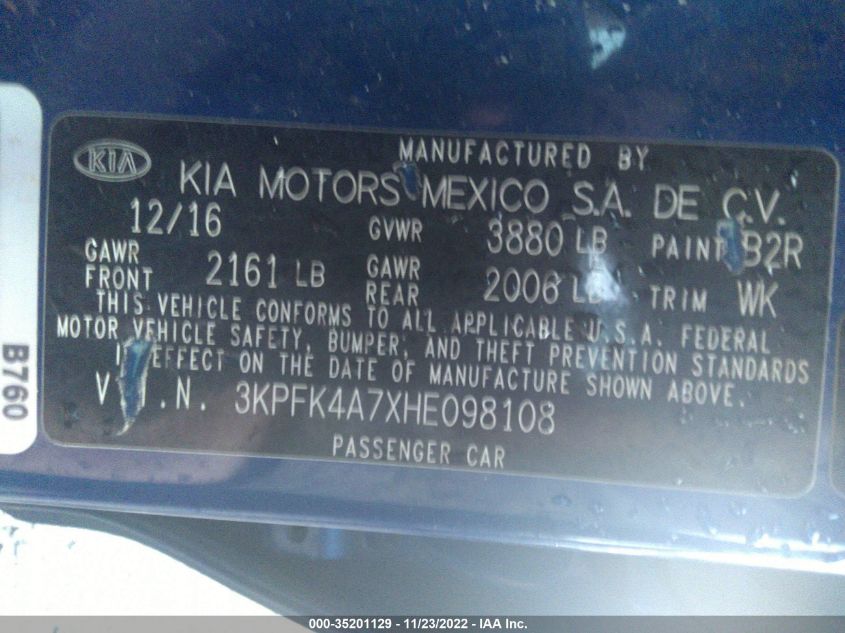 MANUFACTURED BY
KIA KIA MOTORS MEXICO S.A. DE C.V.
12/16 GVWR 3880 LB PAINT B2R
GAWR FRONT 2161 LB GAWR REAR 2006 LB TRIM WK
THIS VEHICLE CONFORMS TO ALL APPLICABLE U.S.A. FEDERAL
MOTOR VEHICLE SAFETY, BUMPER, AND THEFT PREVENTION STANDARDS
IN EFFECT ON THE DATE OF MANUFACTURE SHOWN ABOVE.
V.I.N. 3KPFK4A7XHE098108
PASSENGER CAR
B760
000-35201129 - 11/23/2022 - IAA Inc.